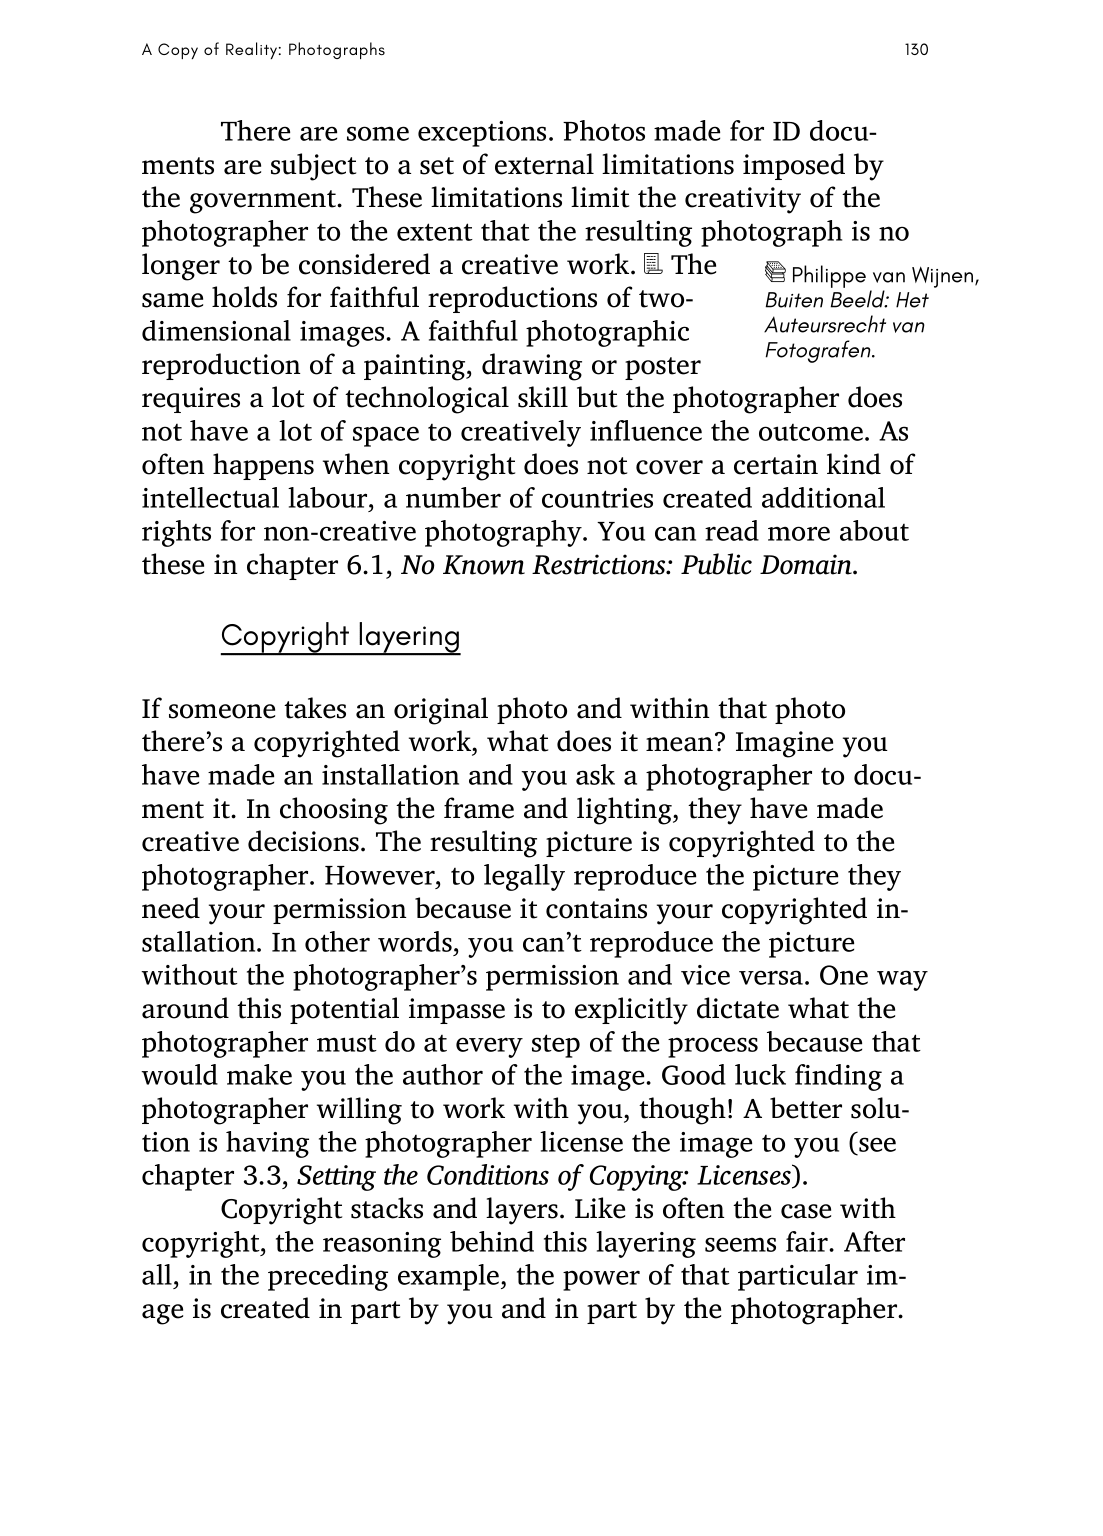 A Copy of Reality: Photographs 130
There are some exceptions. Photos made for ID docu-
ments are subject to a set of external limitations imposed by
the government. These limitations limit the creativity of the
photographer to the extent that the resulting photograph is no
longer to be considered a creative work. The
same holds for faithful reproductions of two-
dimensional images. A faithful photographic
reproduction of a painting, drawing or poster
requires a lot of technological skill but the photographer does
not have a lot of space to creatively influence the outcome. As
often happens when copyright does not cover a certain kind of
intellectual labour, a number of countries created additional
rights for non-creative photography. You can read more about
these in chapter 6.1, No Known Restrictions: Public Domain.
Philippe van Wijnen,
Buiten Beeld: Het
Auteursrecht van
Fotografen.
Copyright layering
If someone takes an original photo and within that photo
there’s a copyrighted work, what does it mean? Imagine you
have made an installation and you ask a photographer to docu-
ment it. In choosing the frame and lighting, they have made
creative decisions. The resulting picture is copyrighted to the
photographer. However, to legally reproduce the picture they
need your permission because it contains your copyrighted in-
stallation. In other words, you can’t reproduce the picture
without the photographer’s permission and vice versa. One way
around this potential impasse is to explicitly dictate what the
photographer must do at every step of the process because that
would make you the author of the image. Good luck finding a
photographer willing to work with you, though! A better solu-
tion is having the photographer license the image to you (see
chapter 3.3, Setting the Conditions of Copying: Licenses).
Copyright stacks and layers. Like is often the case with
copyright, the reasoning behind this layering seems fair. After
all, in the preceding example, the power of that particular im-
age is created in part by you and in part by the photographer.